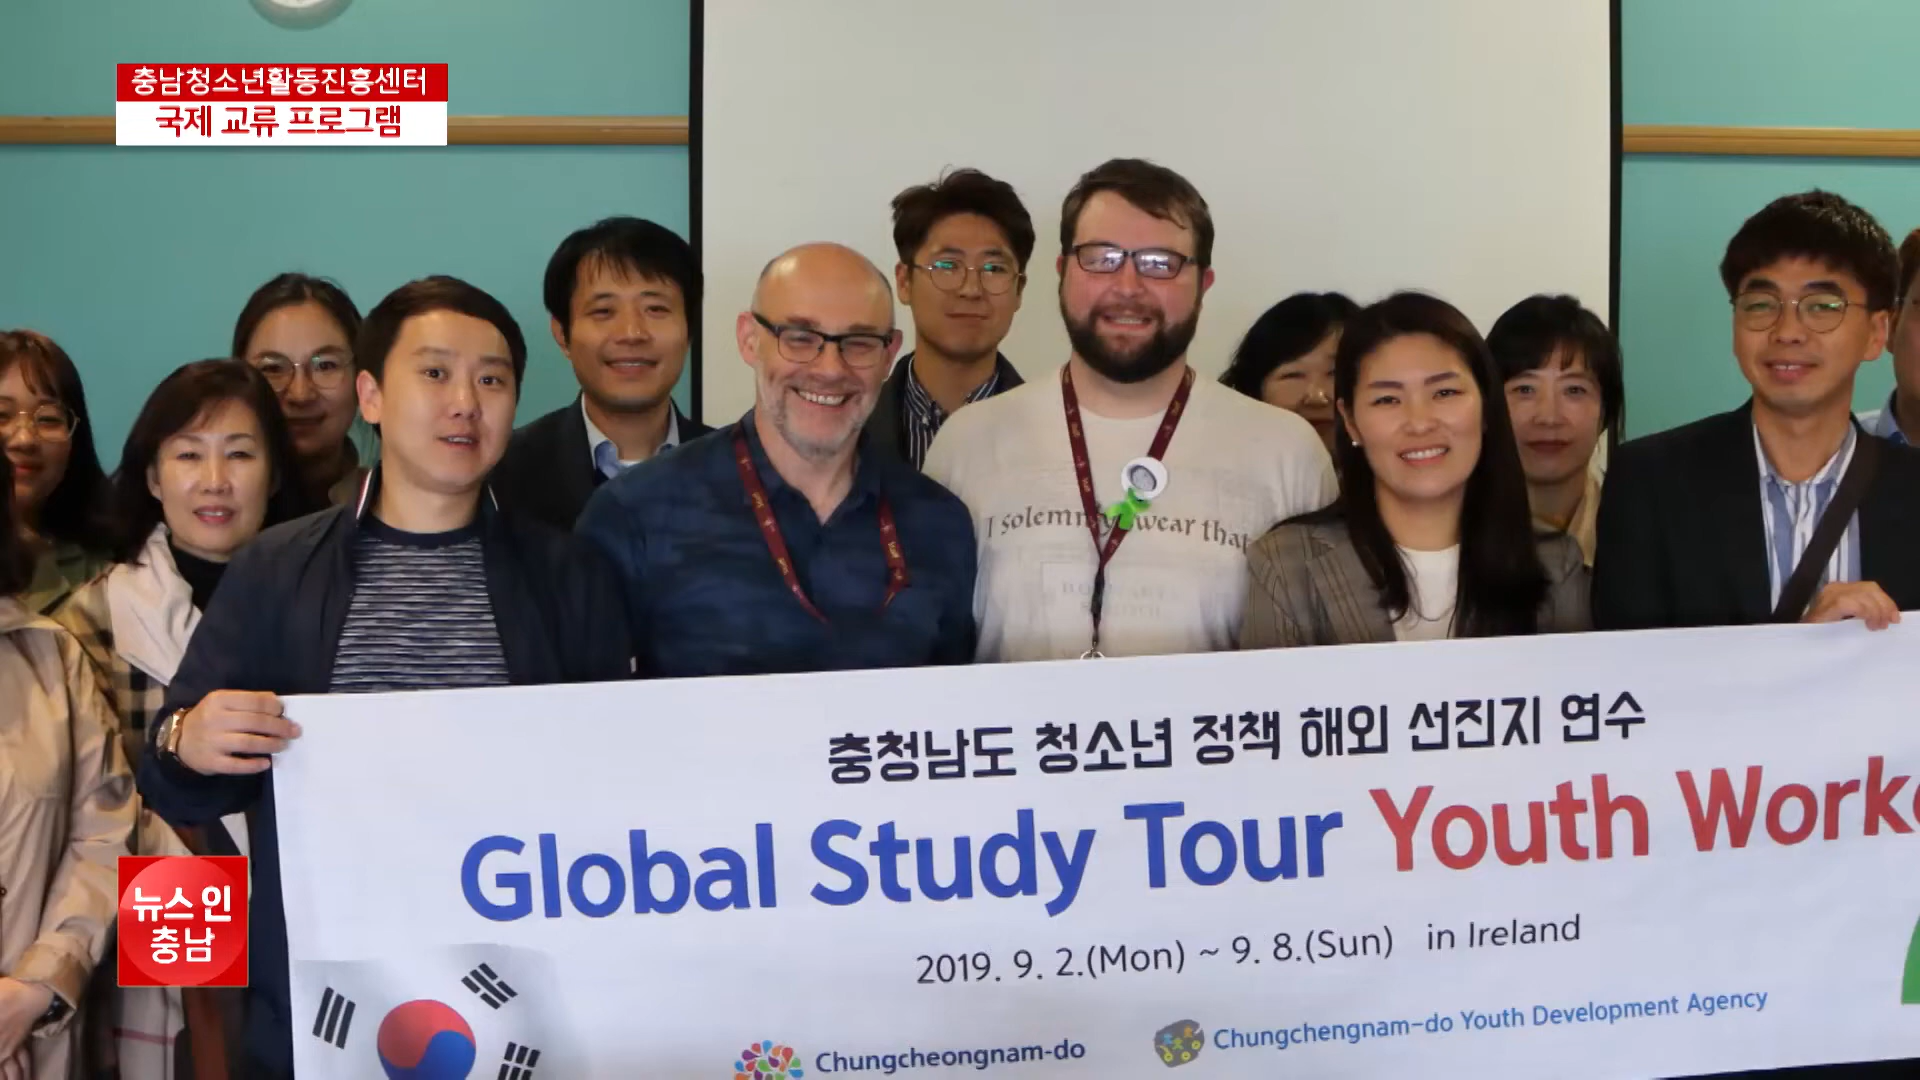 충남청소년활동진흥센터
국제 교류 프로그램
I solemnly swear that
충청남도 청소년 정책 해외 선진지 연수
Global Study Tour Youth
2019. 9. 2.(Mon) ~ 9. 8.(Sun) in Ireland
Chungcheongnam-do
Chungchengnam-do Youth Development Agency
뉴스 인
충남